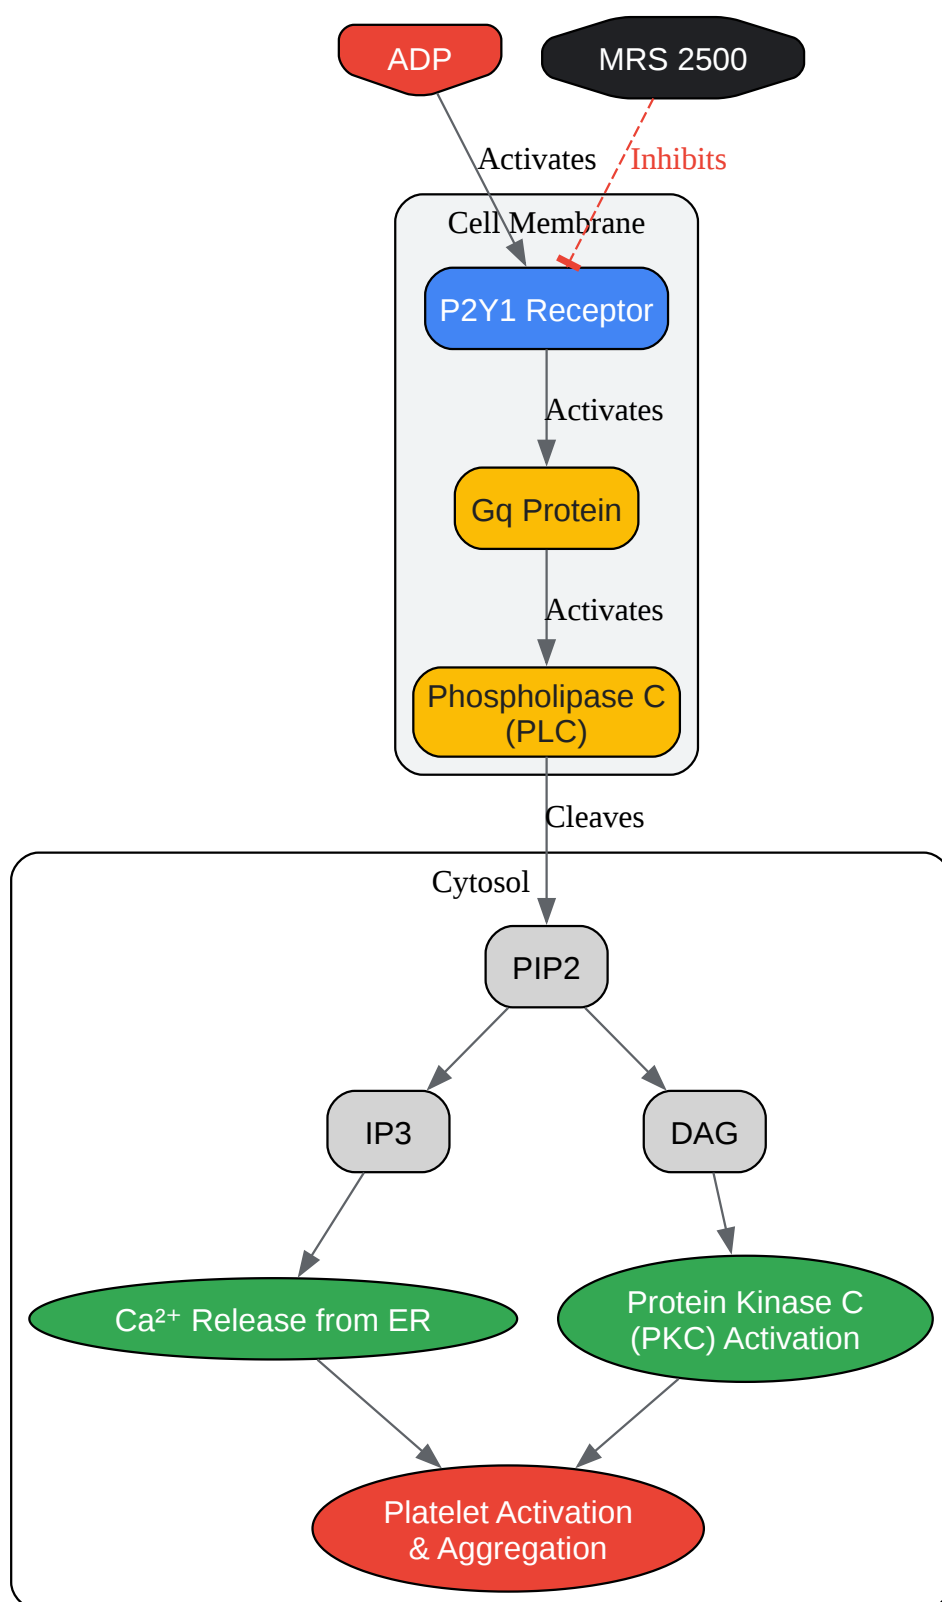 ADP
MRS 2500
Activates
Inhibits
Cell Membrane
P2Y1 Receptor
Activates
Gq Protein
Activates
Phospholipase C
(PLC)
Cleaves
Cytosol
PIP2
IP3
DAG
Ca²⁺ Release from ER
Protein Kinase C
(PKC) Activation
Platelet Activation
& Aggregation